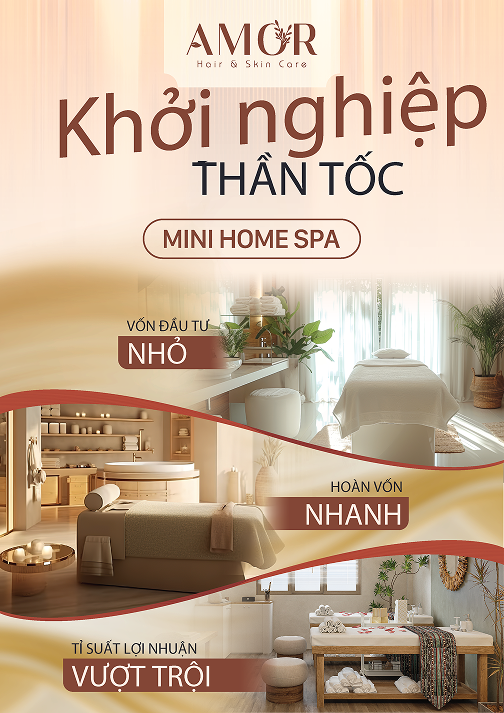 AMOR
Hair & Skin Care
Khởi nghiệp
THẦN TỐC
MINI HOME SPA
VỐN ĐẦU TƯ
NHỎ
HOÀN VỐN
NHANH
TỈ SUẤT LỢI NHUẬN
VƯỢT TRỘI